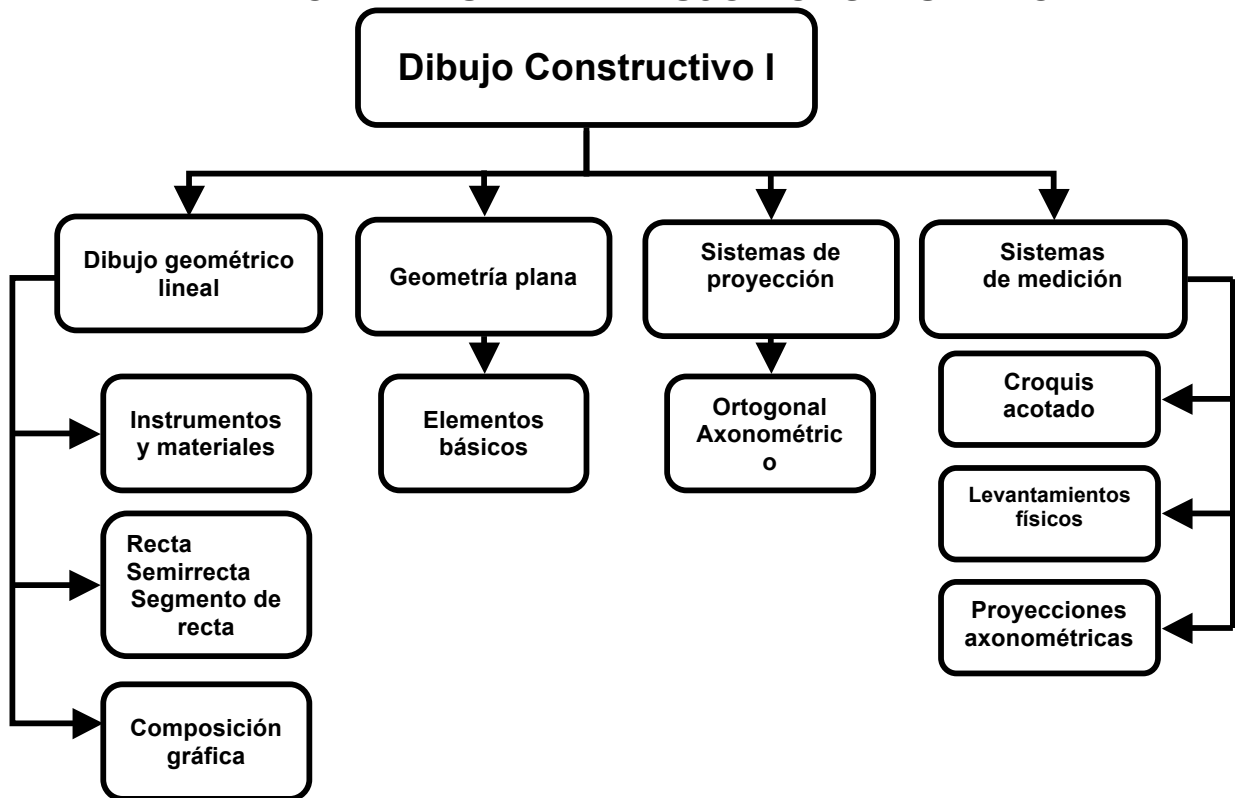 Dibujo Constructivo I
Dibujo geométrico
lineal
Geometría plana
Sistemas de
proyección
Sistemas
de medición
Instrumentos
y materiales
Elementos
básicos
Ortogonal
Axonométric
o
Croquis
acotado
Recta
Semirrecta
Segmento de
recta
Levantamientos
físicos
Proyecciones
axonométricas
Composición
gráfica